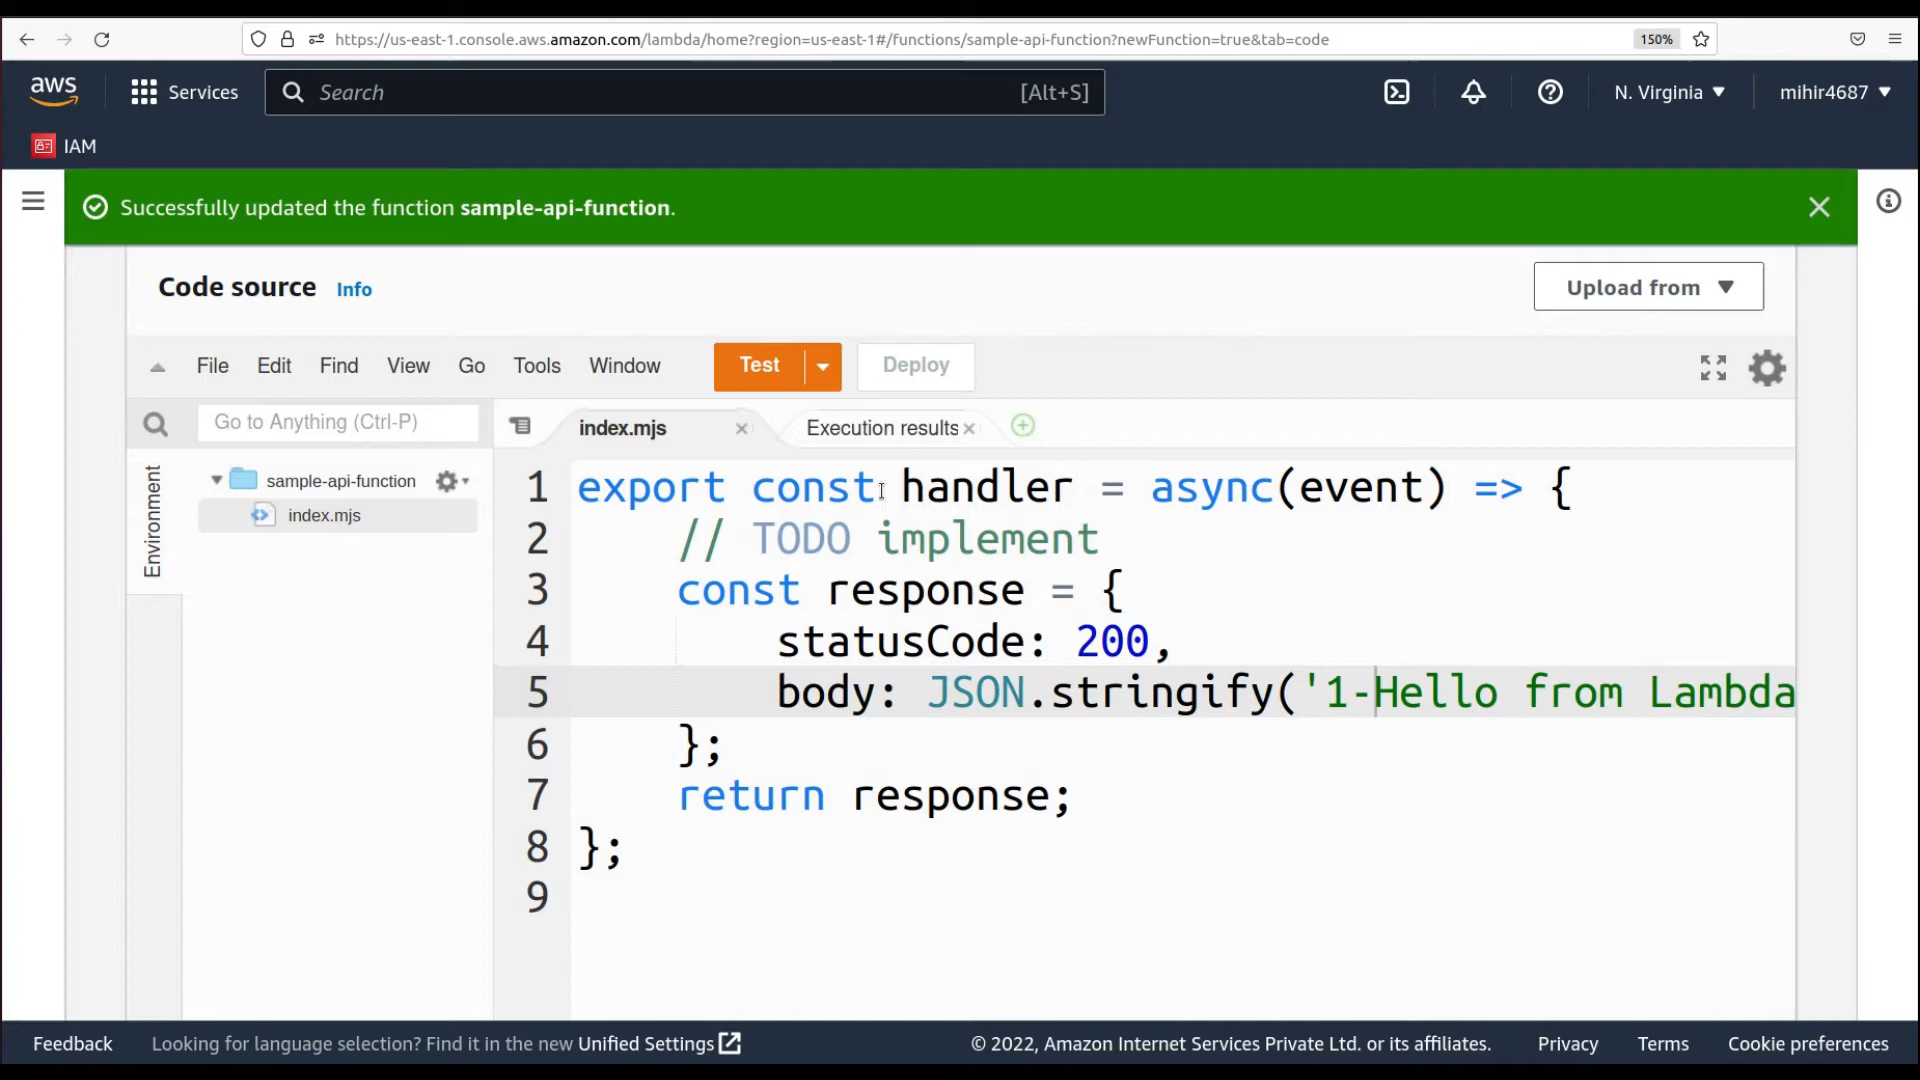 https://us-east-1.console.aws.amazon.com/lambda/home?region=us-east-1#/functions/sample-api-function?newFunction=true&tab=code
150%
aws
Services
Search
[Alt+S]
N. Virginia
mihir4687
IAM
Successfully updated the function sample-api-function.
Code source
Info
Upload from
File Edit Find View Go Tools Window
Test
Deploy
Go to Anything (Ctrl-P)
index.mjs
Execution results
Environment
sample-api-function
index.mjs
1 export const handler = async(event) => {
2 // TODO implement
3 const response = {
4 statusCode: 200,
5 body: JSON.stringify('1-Hello from Lambda
6 };
7 return response;
8 };
9
Feedback
Looking for language selection? Find it in the new Unified Settings
© 2022, Amazon Internet Services Private Ltd. or its affiliates.
Privacy
Terms
Cookie preferences